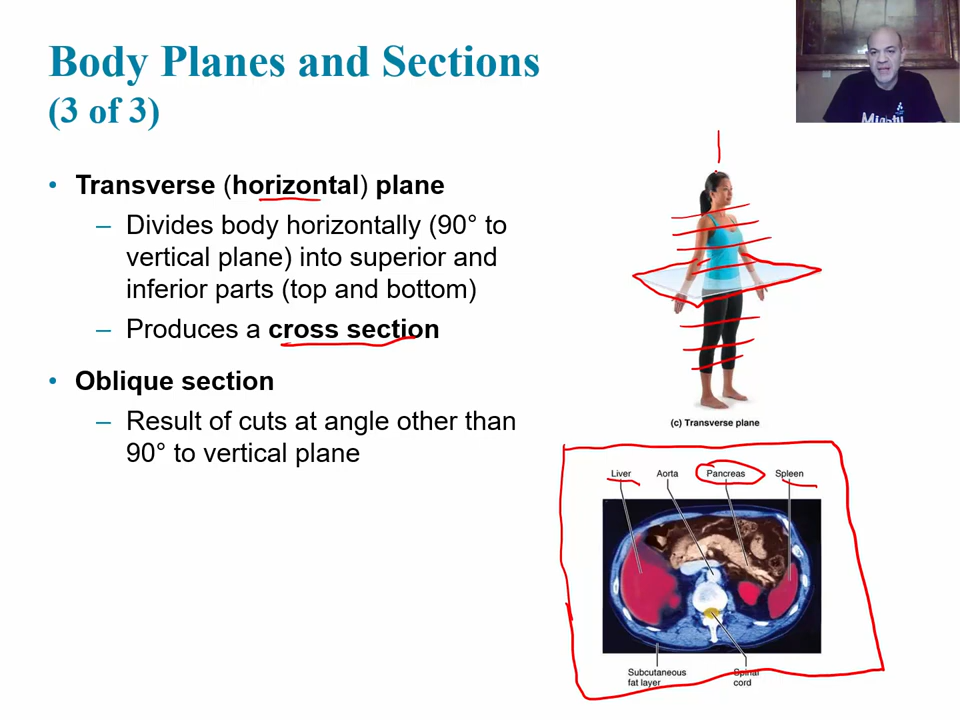 Body Planes and Sections
(3 of 3)
Mighty
• Transverse (horizontal) plane
– Divides body horizontally (90° to
vertical plane) into superior and
inferior parts (top and bottom)
– Produces a cross section
• Oblique section
– Result of cuts at angle other than
90° to vertical plane
(c) Transverse plane
Liver Aorta Pancreas Spleen
Subcutaneous
fat layer
Spinal
cord